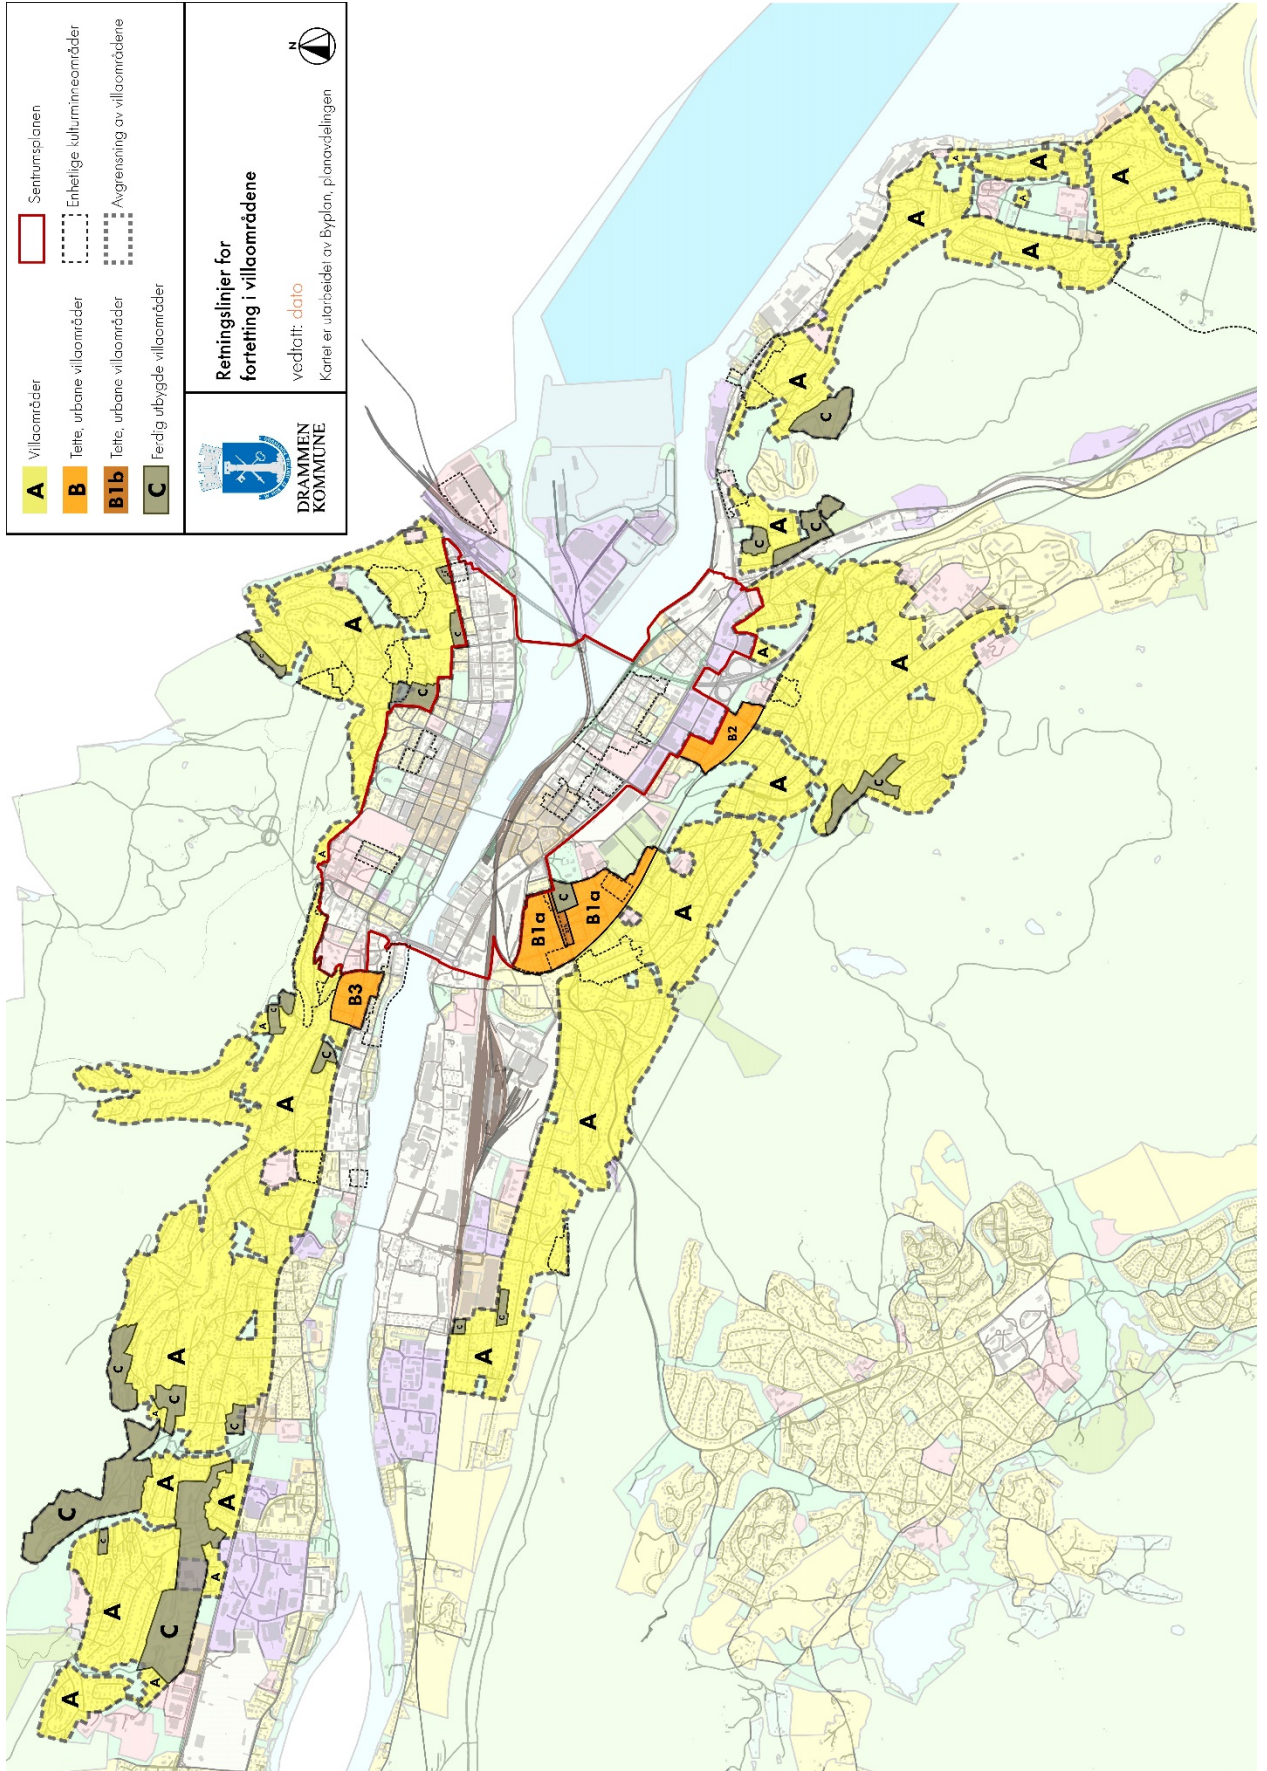 A Villaområder
B Tette, urbane villaområder
B1b Tette, urbane villaområder
C Ferdig utbygde villaområder
Sentrumsplanen
Enhetlige kulturminneområder
Avgrensning av villaområdene
DRAMMEN
KOMMUNE
Retningslinjer for
fortetting i villaområdene
vedtatt: dato
Kartet er utarbeidet av Byplan, planavdelingen
N
A
A
C
A
A
C
C
A
A
C
A
C
C
C
A
A
C
A
C
B3
A
A
C
C
C
C
A
C
C
A
A
B1a
B1a
C
A
A
B2
C
A
A
A
C
C
C
A
A
A
A
A
A
A